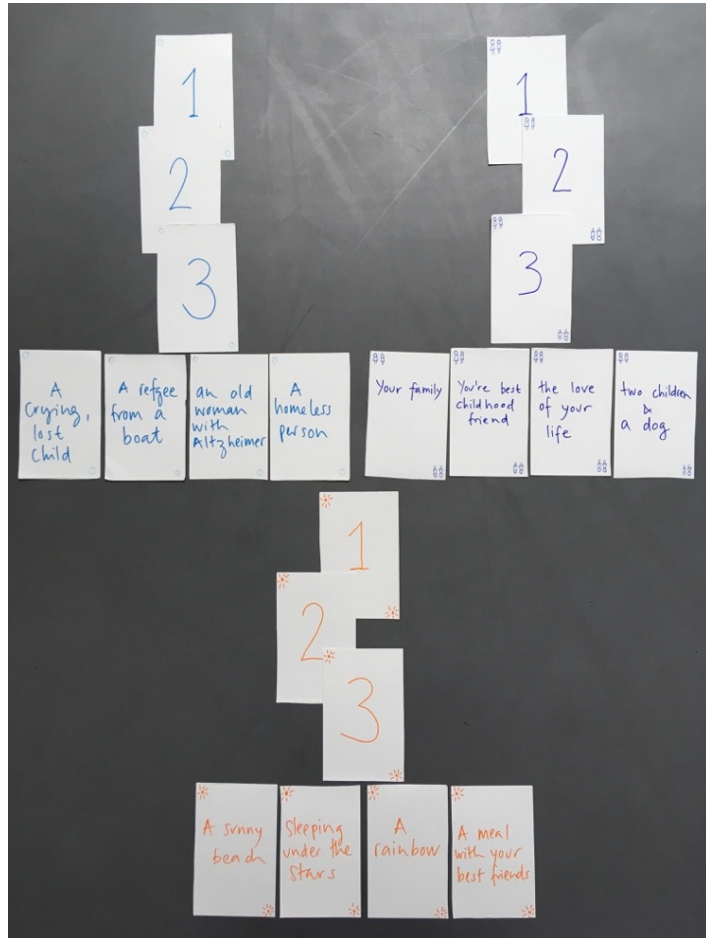 1
2
3
1
2
3
A
Crying,
lost
Child
A refgee
from a
boat
an old
woman
with
Altzheimer
A
homeless
person
Your family
You're best
childhood
friend
the love
of your
life
two children
&
a dog
1
2
3
A sunny
beach
Sleeping
under the
Stars
A
rainbow
A meal
with your
best friends